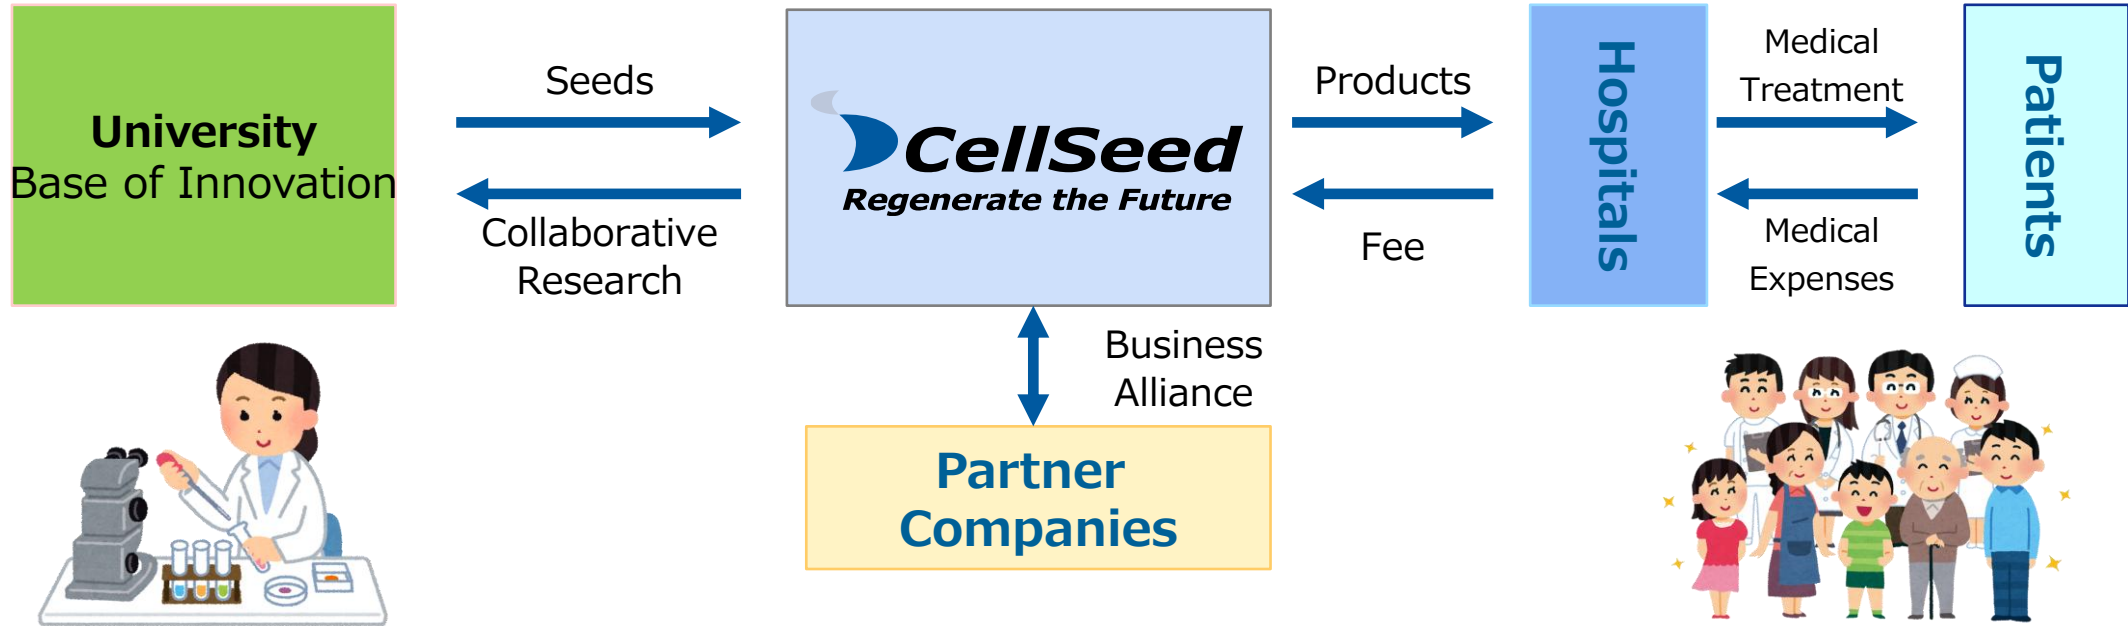 University
Base of Innovation
Seeds
Collaborative
Research
CellSeed
Regenerate the Future
Business
Alliance
Partner
Companies
Products
Fee
Hospitals
Medical
Treatment
Medical
Expenses
Patients